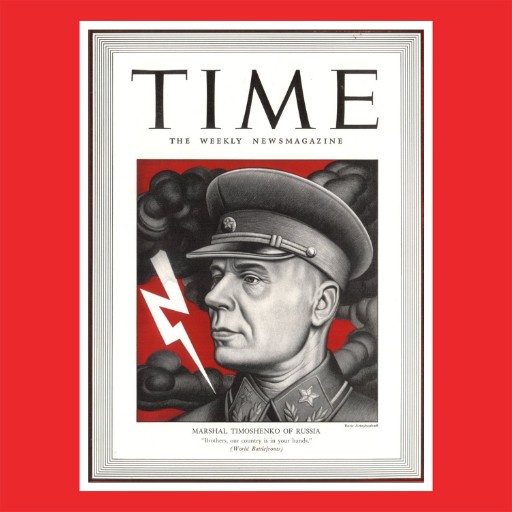 TIME
THE WEEKLY NEWSMAGAZINE
MARSHAL TIMOSHENKO OF RUSSIA
"Brothers, our country is in your hands."
(World Battlefronts)